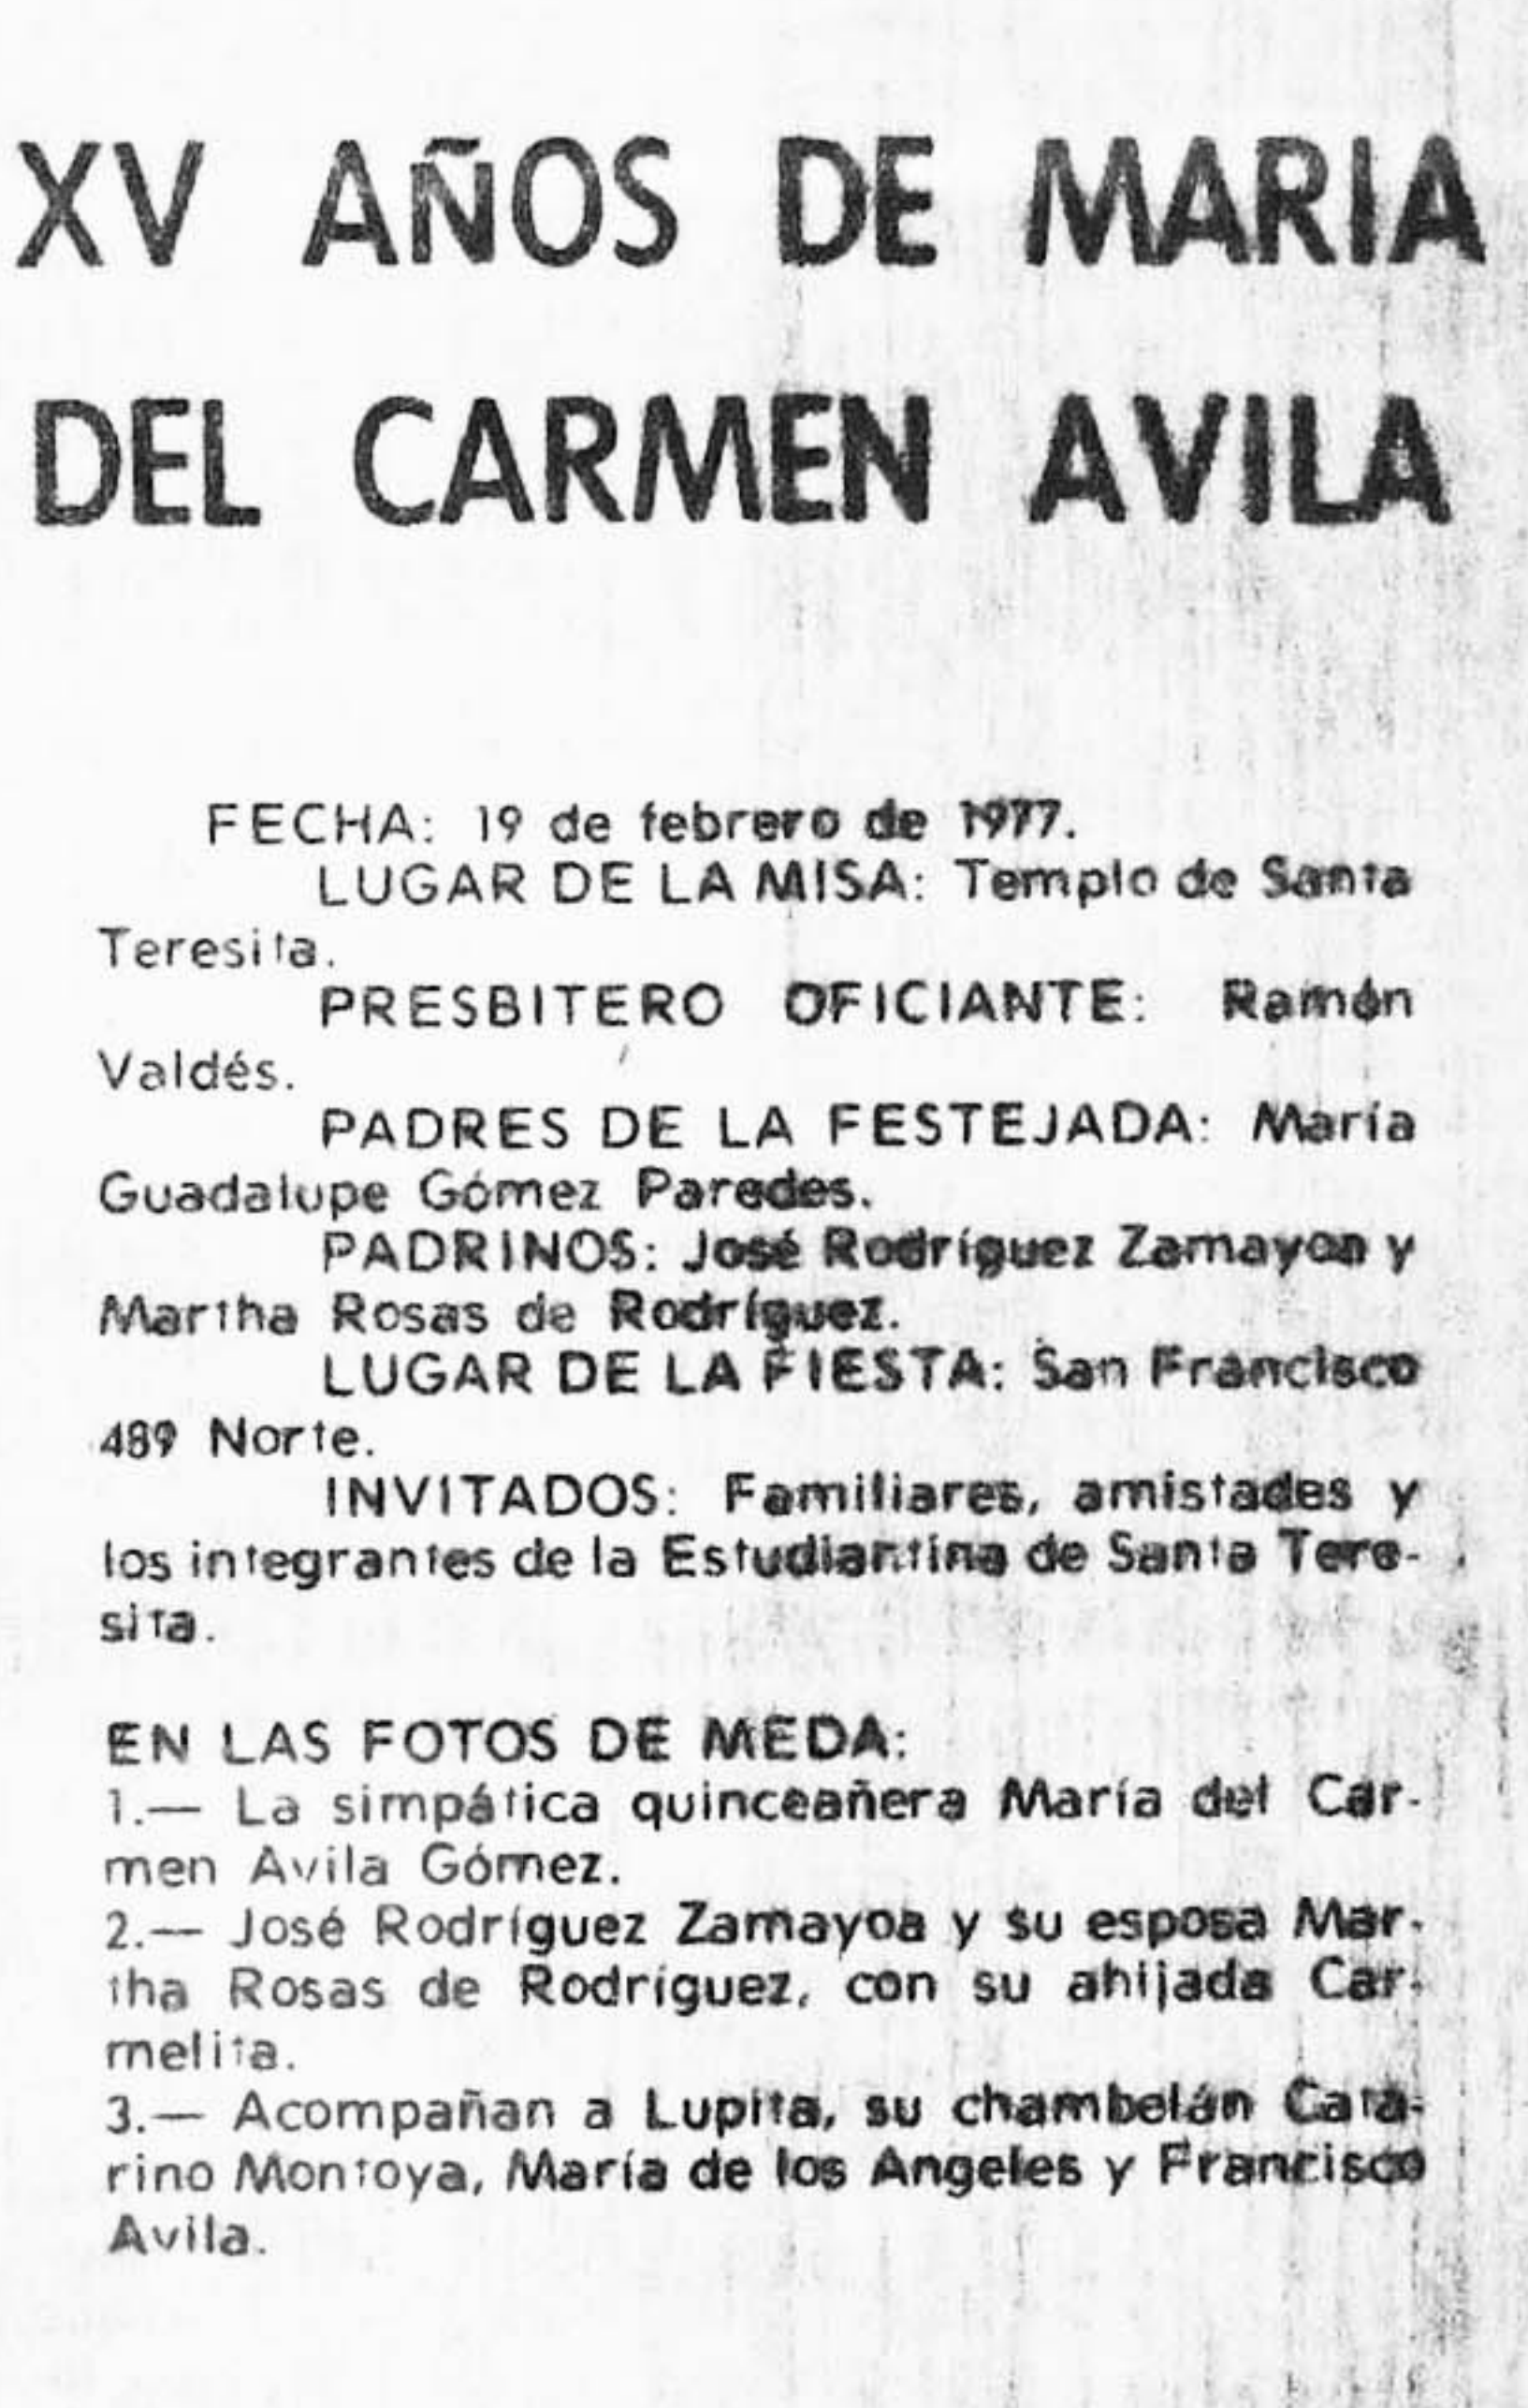 XV AÑOS DE MARIA
DEL CARMEN AVILA
FECHA: 19 de febrero de 1977.
LUGAR DE LA MISA: Templo de Santa
Teresita.
PRESBITERO OFICIANTE: Ramón
Valdés.
PADRES DE LA FESTEJADA: María
Guadalupe Gómez Paredes.
PADRINOS: José Rodríguez Zamayoa y
Martha Rosas de Rodríguez.
LUGAR DE LA FIESTA: San Francisco
489 Norte.
INVITADOS: Familiares, amistades y
los integrantes de la Estudiantina de Santa Tere-
sita.
EN LAS FOTOS DE MEDA:
1.— La simpática quinceañera María del Car-
men Avila Gómez.
2.— José Rodríguez Zamayoa y su esposa Mar-
tha Rosas de Rodríguez, con su ahijada Car-
melita.
3.— Acompañan a Lupita, su chambelán Cata-
rino Montoya, María de los Angeles y Francisco
Avila.